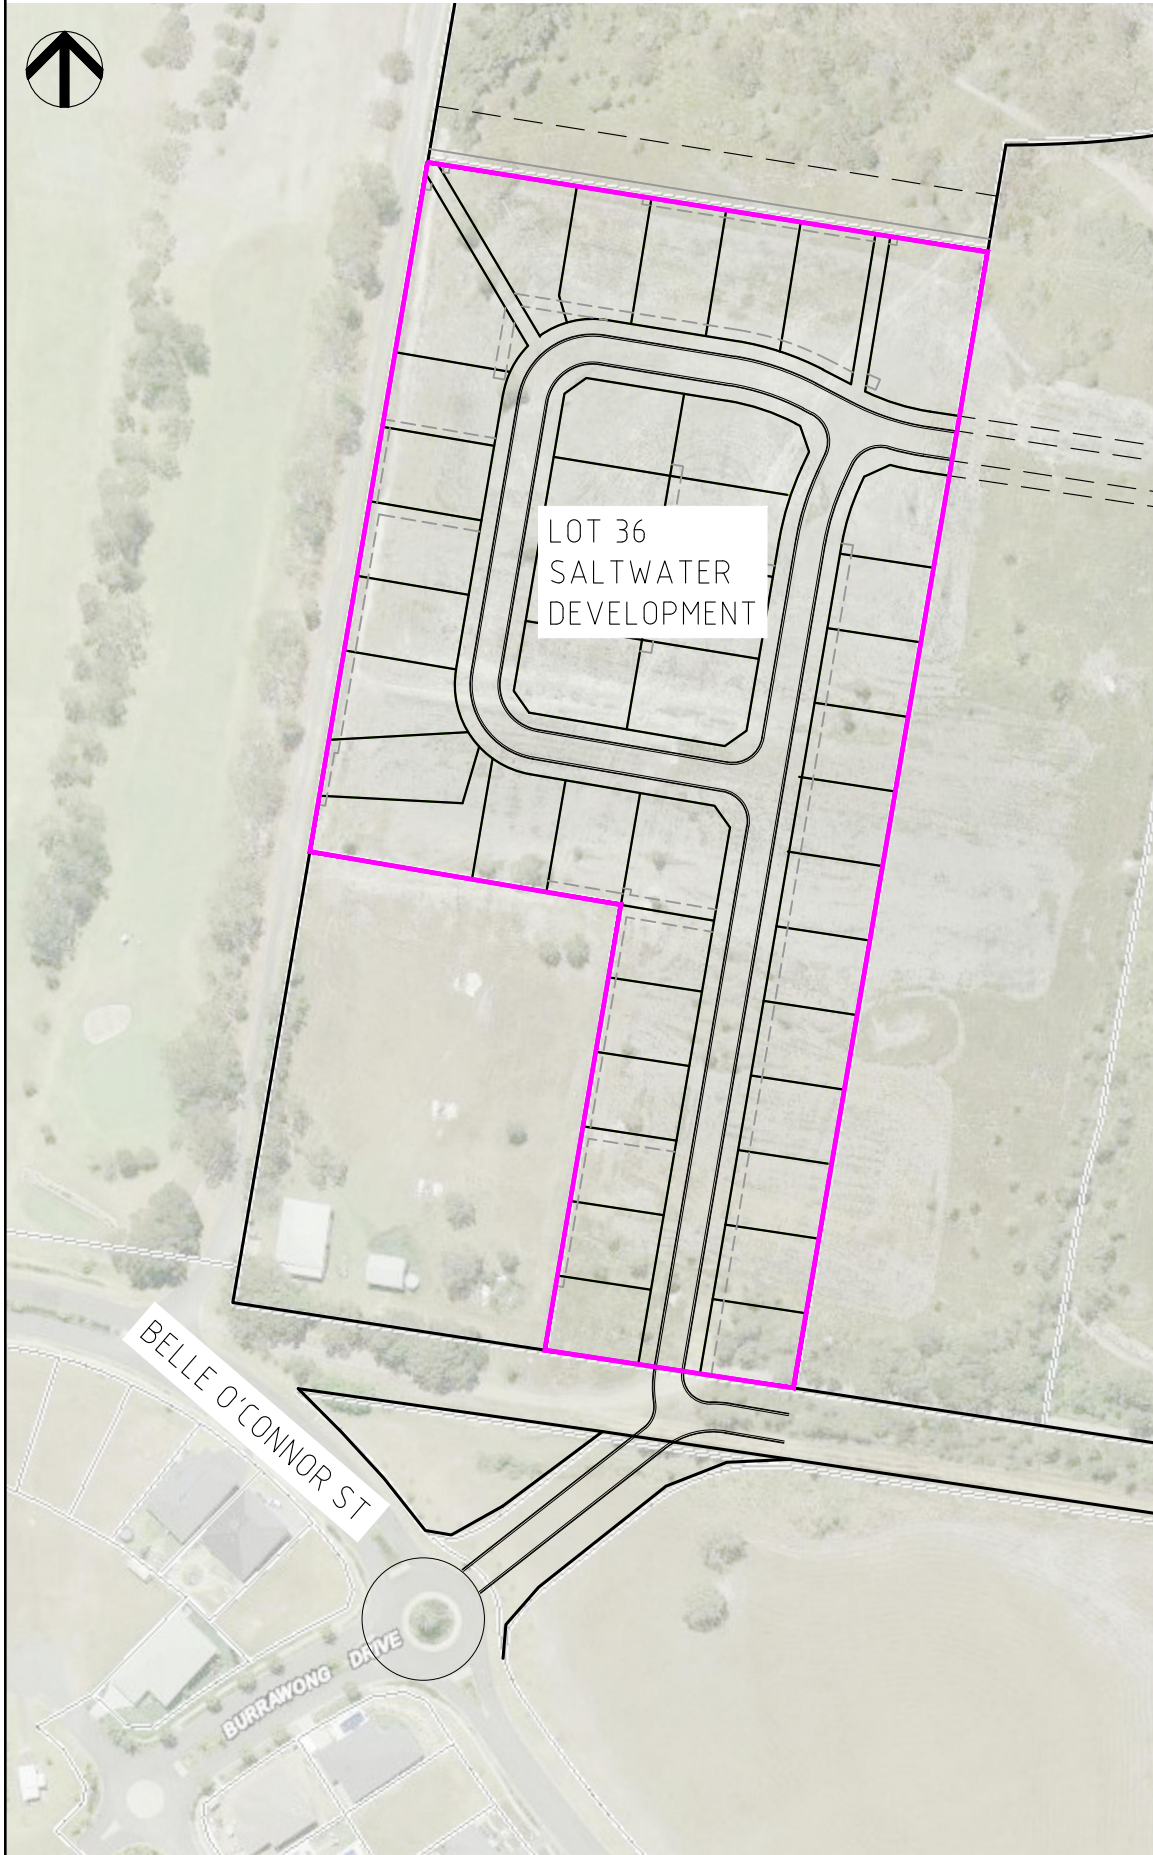 LOT 36
SALTWATER
DEVELOPMENT
BELLE O'CONNOR ST
BURRAWONG DRIVE